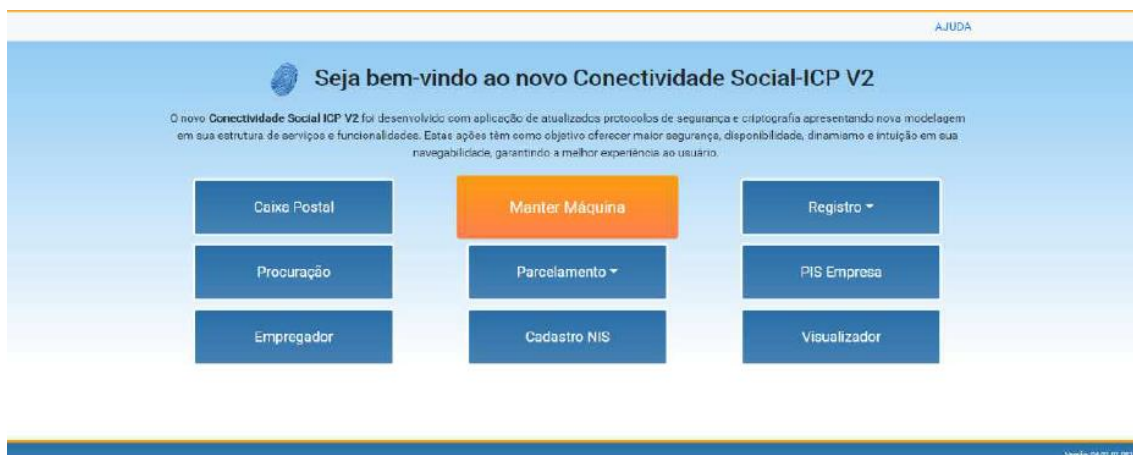 AJUDA
Seja bem-vindo ao novo Conectividade Social-ICP V2
O novo Conectividade Social ICP V2 foi desenvolvido com aplicação de atualizados protocolos de segurança e criptografia apresentando nova modelagem
em sua estrutura de serviços e funcionalidades. Estas ações têm como objetivo oferecer maior segurança, disponibilidade, dinamismo e intuição em sua
navegabilidade, garantindo a melhor experiência ao usuário.
Caixa Postal
Manter Máquina
Registro
Procuração
Parcelamento
PIS Empresa
Empregador
Cadastro NIS
Visualizador
Versão